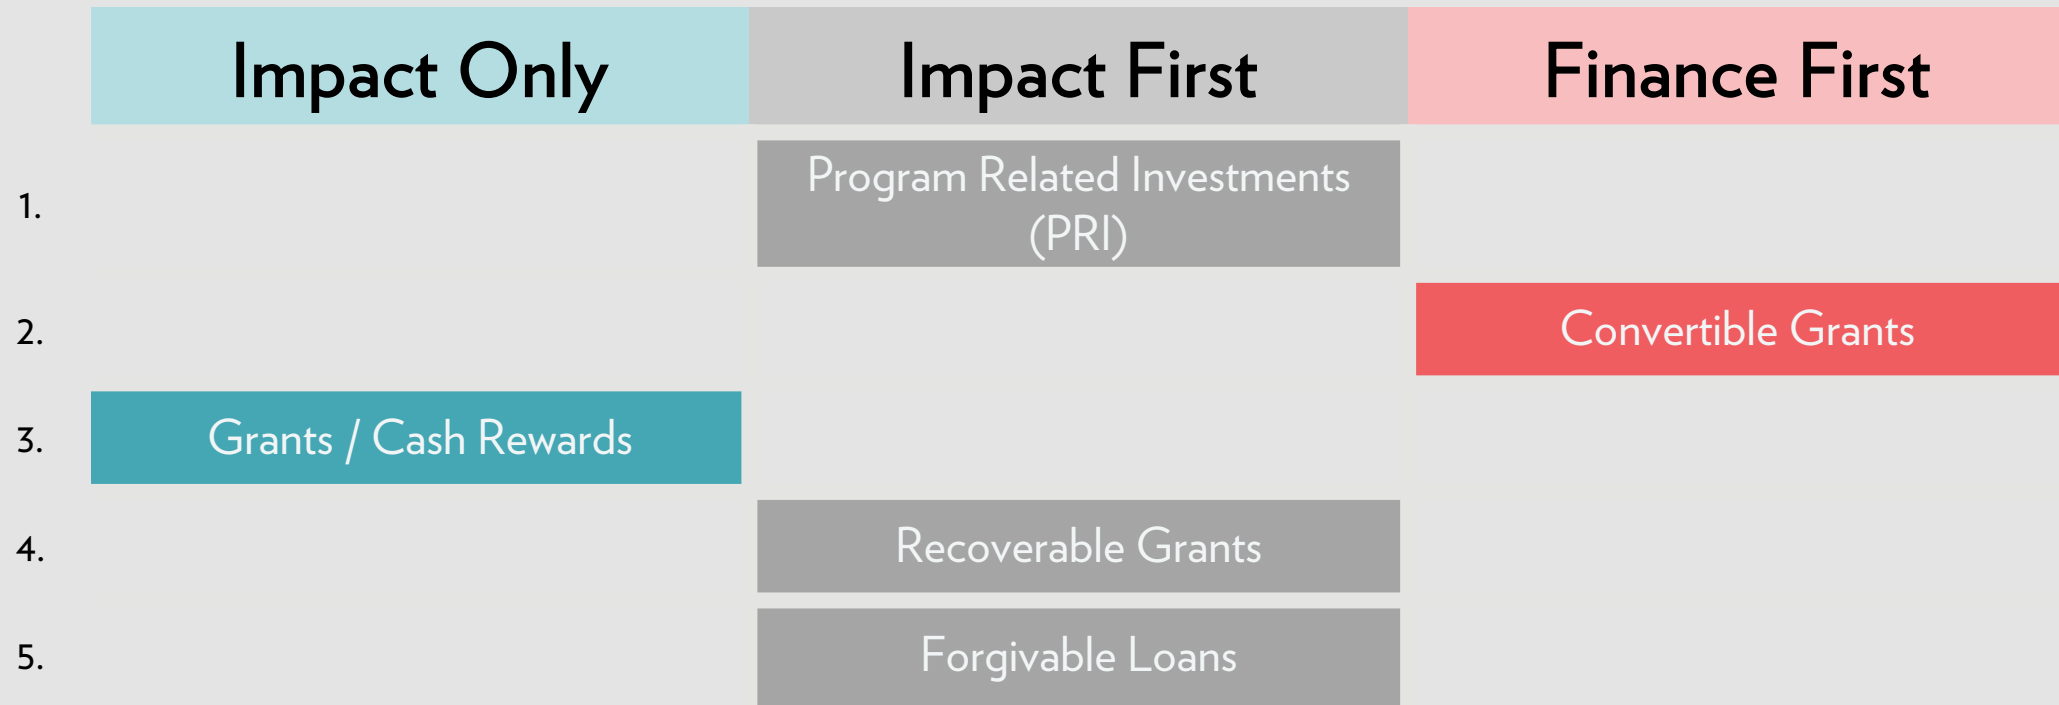 Impact Only
Impact First
Finance First
1.
Program Related Investments
(PRI)
2.
Convertible Grants
3.
Grants / Cash Rewards
4.
Recoverable Grants
5.
Forgivable Loans